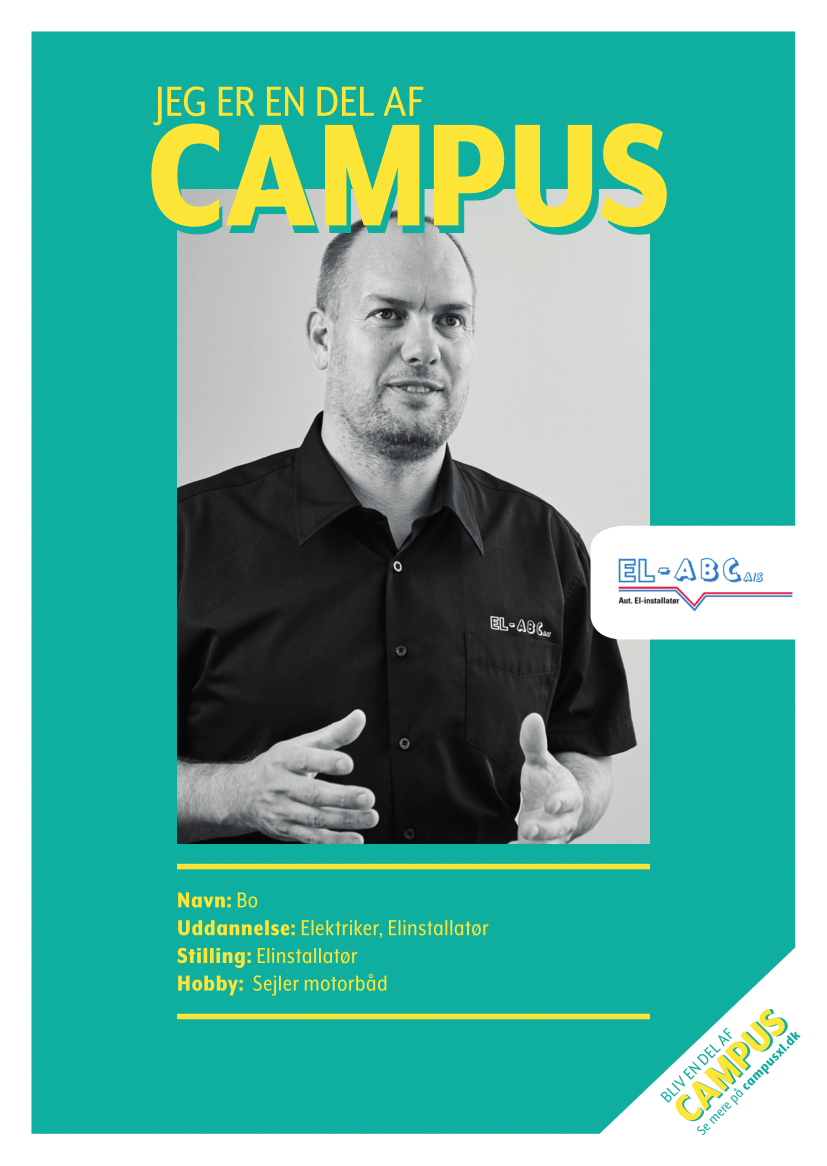 JEG ER EN DEL AF
CAMPUS
EL-ABC A/S
Aut. El-installatør
EL-ABC A/S
Navn: Bo
Uddannelse: Elektriker, Elinstallatør
Stilling: Elinstallatør
Hobby: Sejler motorbåd
BLIV EN DEL AF
CAMPUS
Se mere på campusxl.dk